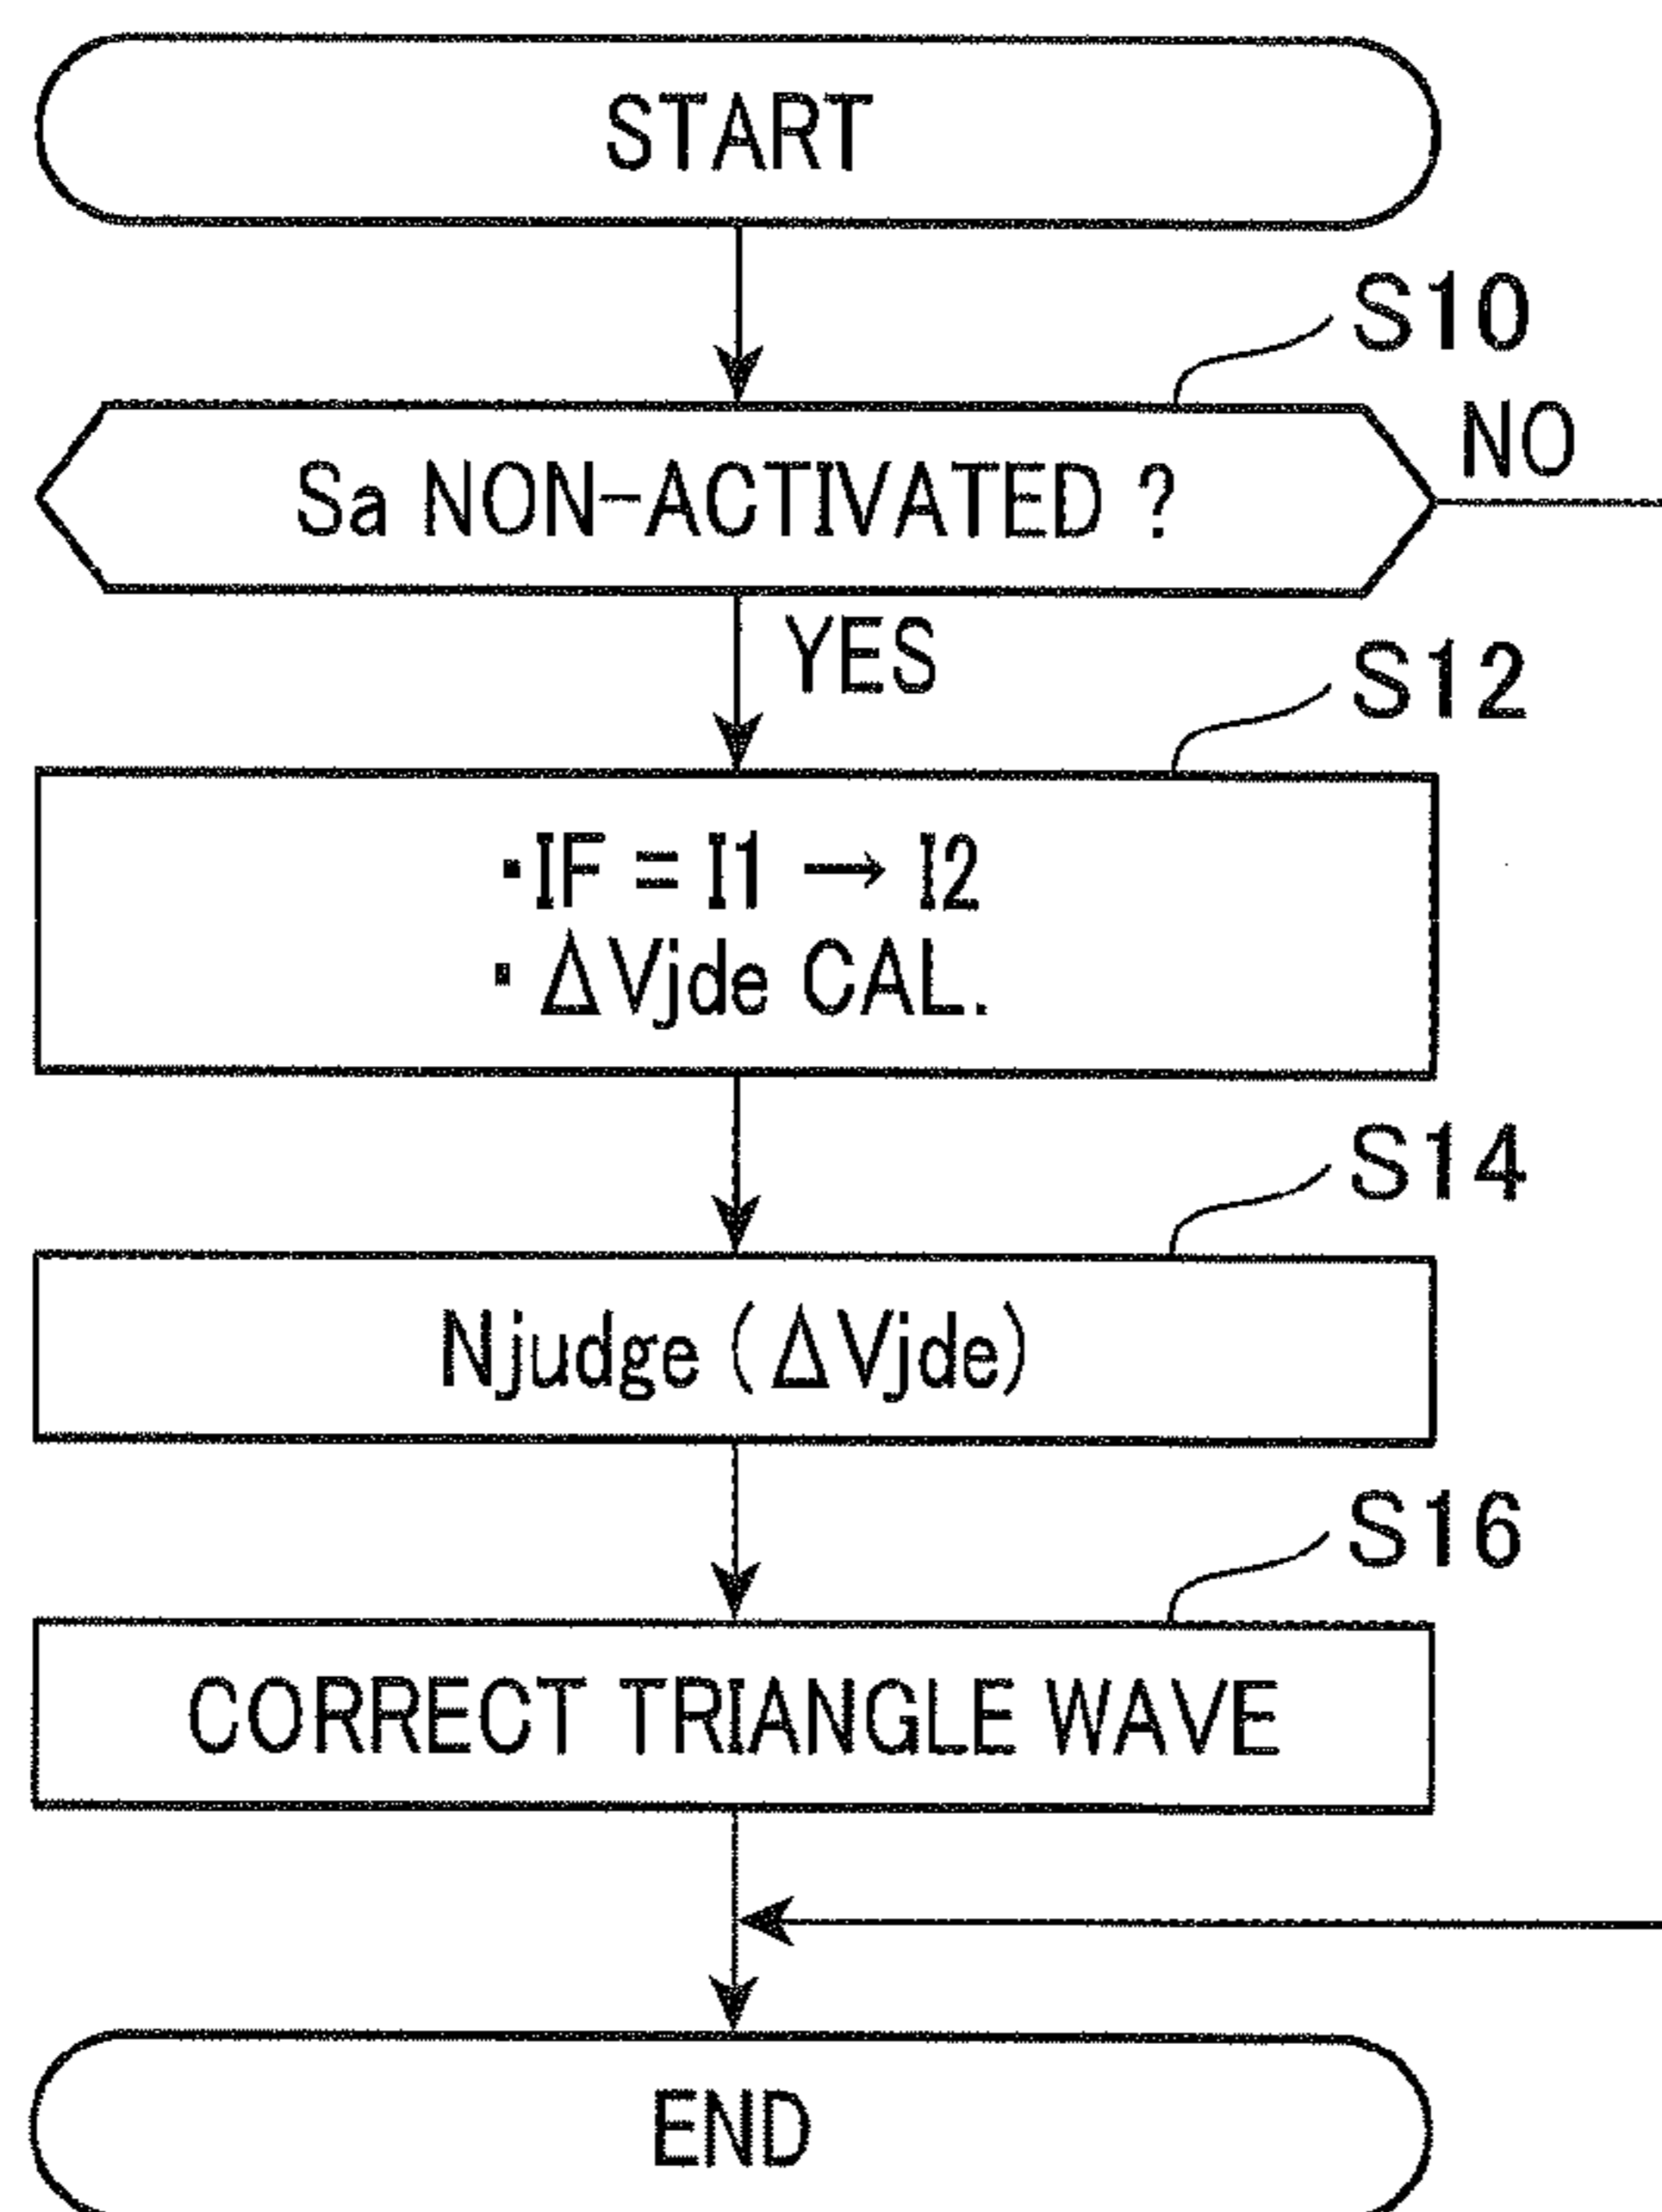 START
S10
Sa NON-ACTIVATED ?
NO
YES
S12
・IF = I1 → I2
・ΔVjde CAL.
S14
Njudge (ΔVjde)
S16
CORRECT TRIANGLE WAVE
END